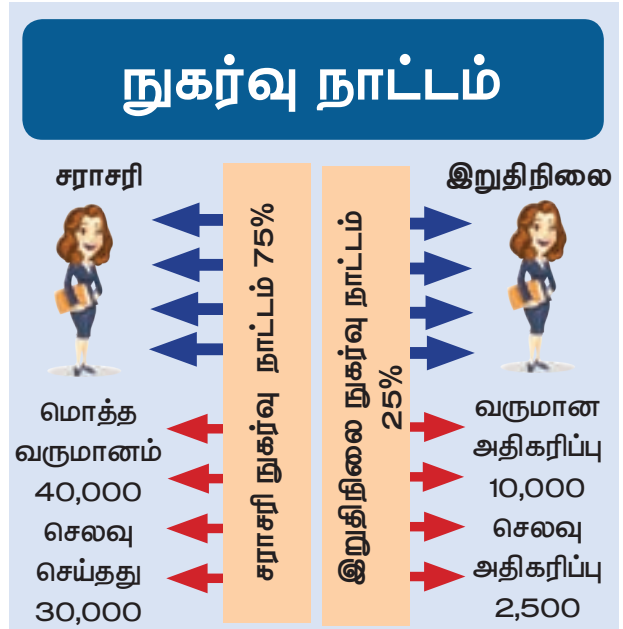 நுகர்வு நாட்டம்
சராசரி
மொத்த
வருமானம்
40,000
செலவு
செய்தது
30,000
சராசரி நுகர்வு நாட்டம் 75%
இறுதிநிலை நுகர்வு நாட்டம்
25%
இறுதிநிலை
வருமான
அதிகரிப்பு
10,000
செலவு
அதிகரிப்பு
2,500